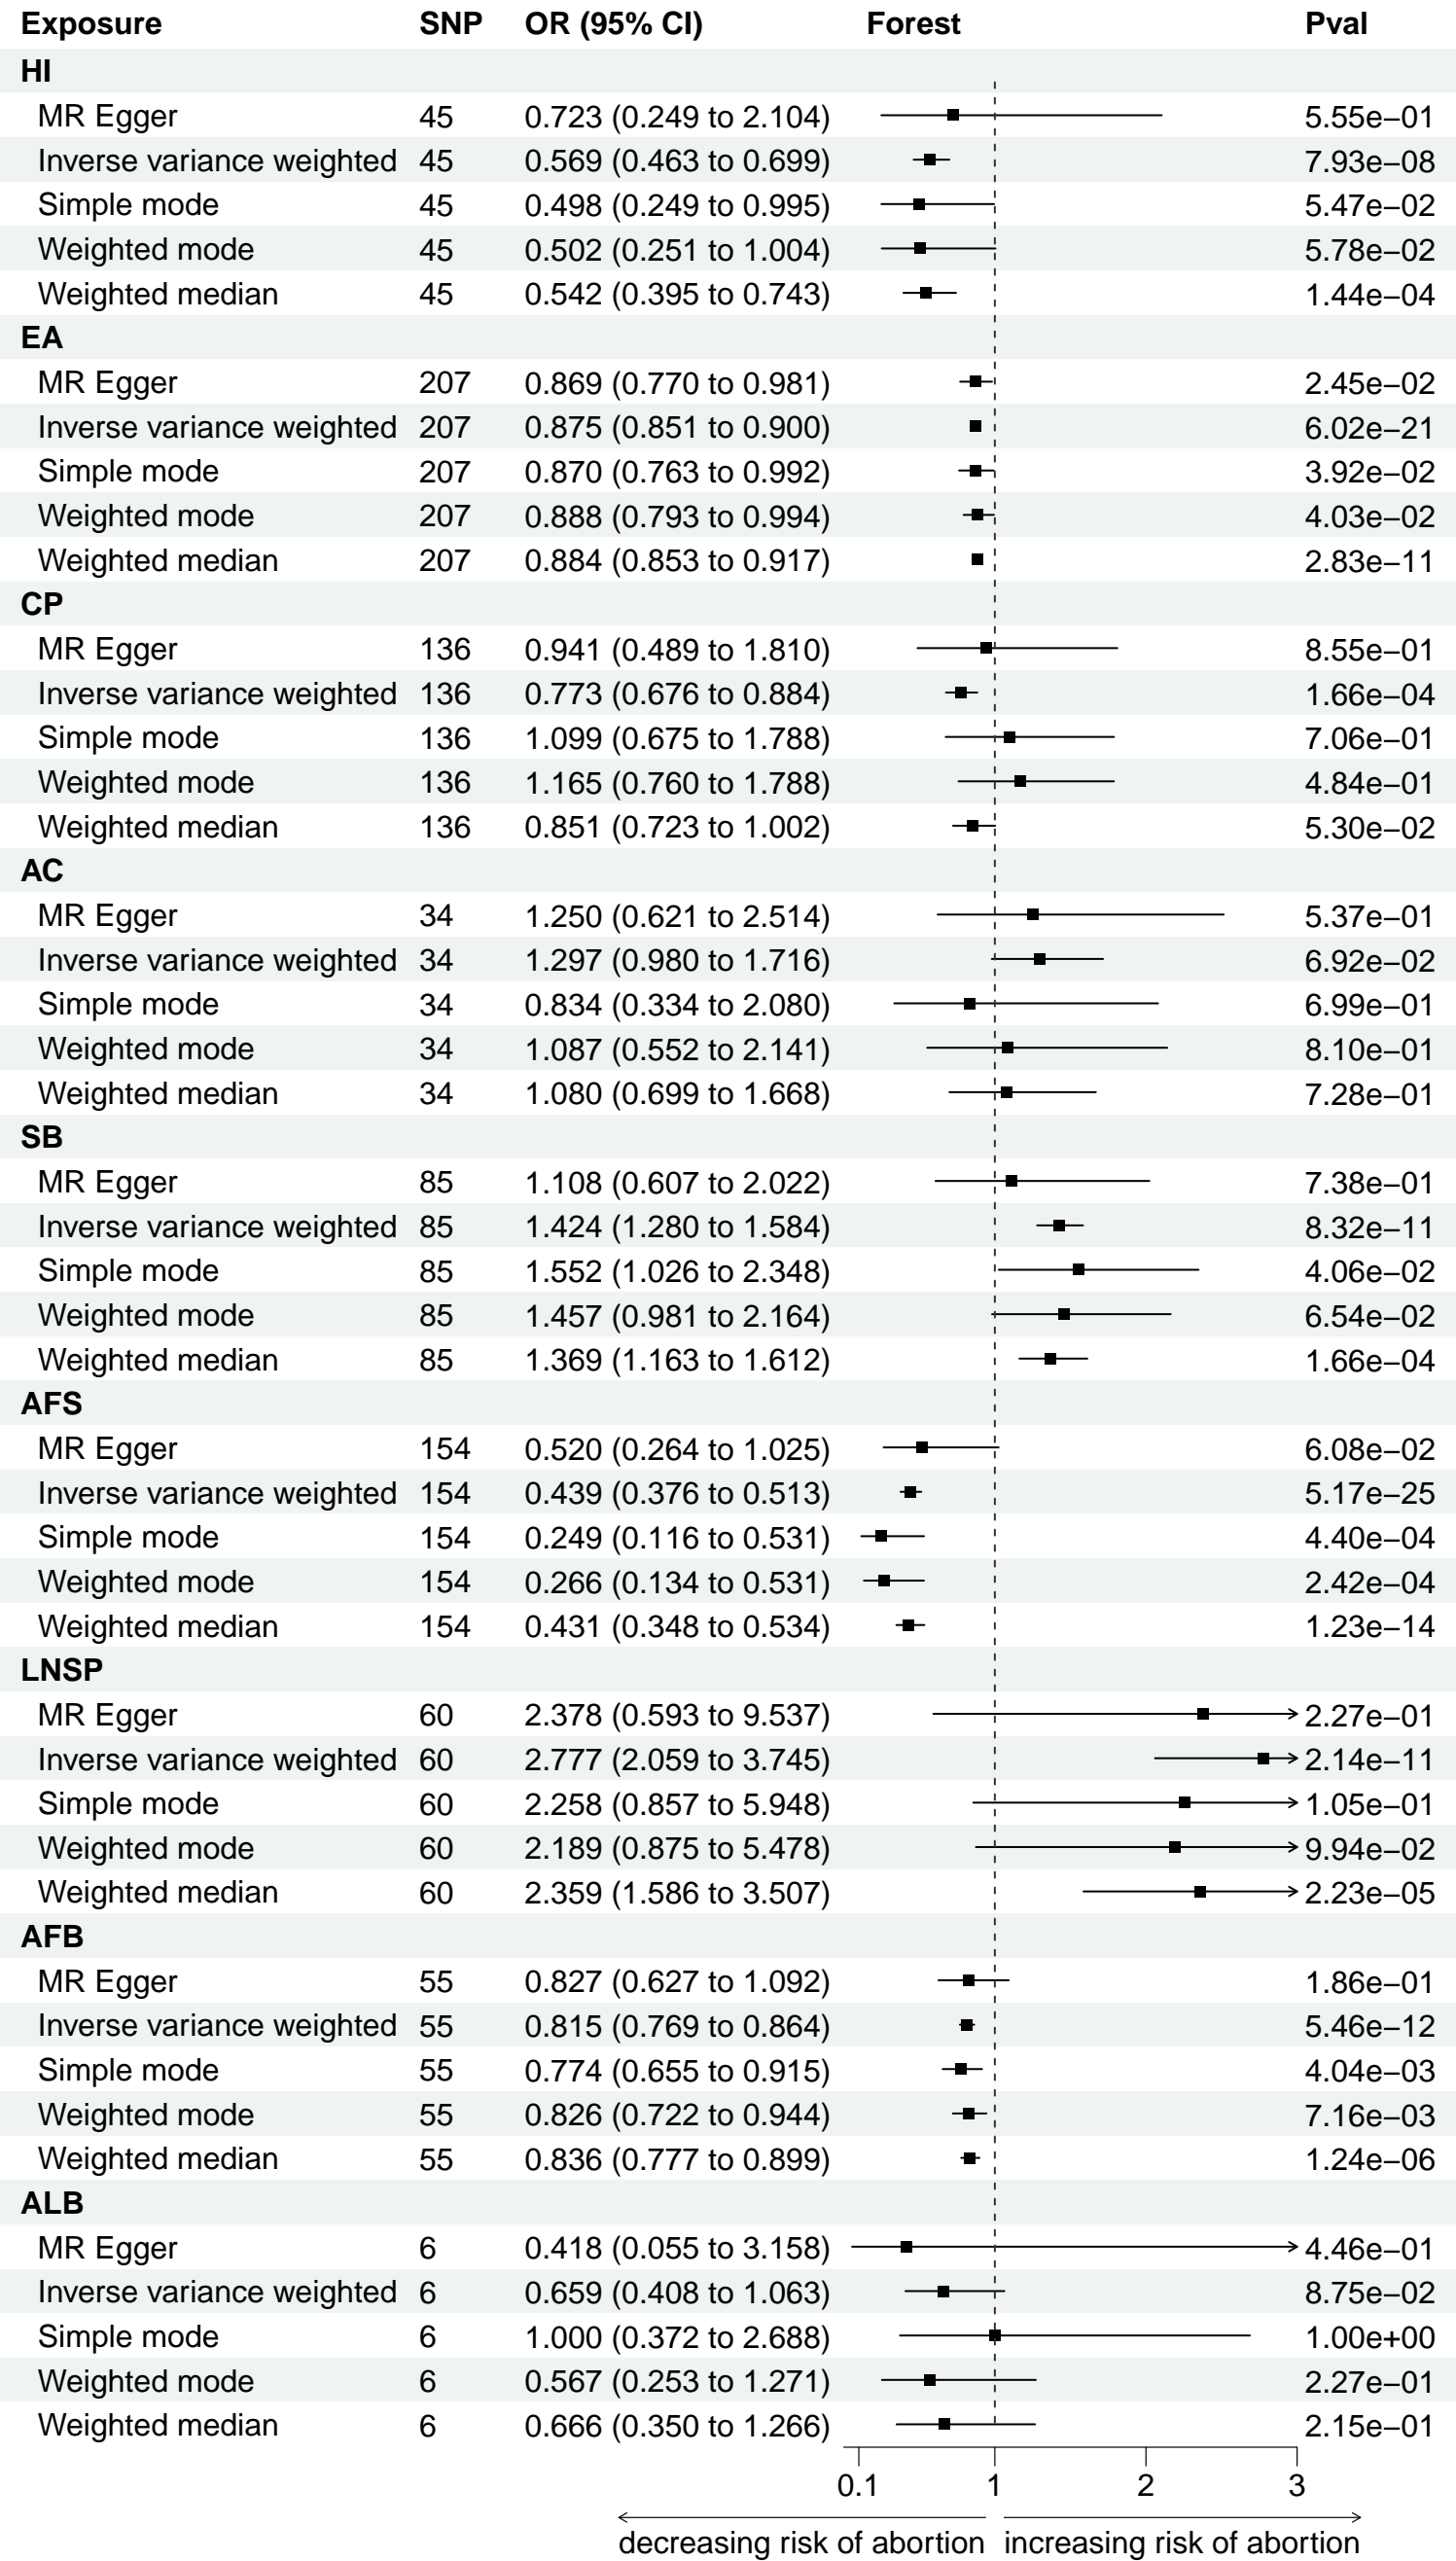 Exposure SNP OR (95% CI) Forest Pval
HI
MR Egger 45 0.723 (0.249 to 2.104) 5.55e−01
Inverse variance weighted 45 0.569 (0.463 to 0.699) 7.93e−08
Simple mode 45 0.498 (0.249 to 0.995) 5.47e−02
Weighted mode 45 0.502 (0.251 to 1.004) 5.78e−02
Weighted median 45 0.542 (0.395 to 0.743) 1.44e−04
EA
MR Egger 207 0.869 (0.770 to 0.981) 2.45e−02
Inverse variance weighted 207 0.875 (0.851 to 0.900) 6.02e−21
Simple mode 207 0.870 (0.763 to 0.992) 3.92e−02
Weighted mode 207 0.888 (0.793 to 0.994) 4.03e−02
Weighted median 207 0.884 (0.853 to 0.917) 2.83e−11
CP
MR Egger 136 0.941 (0.489 to 1.810) 8.55e−01
Inverse variance weighted 136 0.773 (0.676 to 0.884) 1.66e−04
Simple mode 136 1.099 (0.675 to 1.788) 7.06e−01
Weighted mode 136 1.165 (0.760 to 1.788) 4.84e−01
Weighted median 136 0.851 (0.723 to 1.002) 5.30e−02
AC
MR Egger 34 1.250 (0.621 to 2.514) 5.37e−01
Inverse variance weighted 34 1.297 (0.980 to 1.716) 6.92e−02
Simple mode 34 0.834 (0.334 to 2.080) 6.99e−01
Weighted mode 34 1.087 (0.552 to 2.141) 8.10e−01
Weighted median 34 1.080 (0.699 to 1.668) 7.28e−01
SB
MR Egger 85 1.108 (0.607 to 2.022) 7.38e−01
Inverse variance weighted 85 1.424 (1.280 to 1.584) 8.32e−11
Simple mode 85 1.552 (1.026 to 2.348) 4.06e−02
Weighted mode 85 1.457 (0.981 to 2.164) 6.54e−02
Weighted median 85 1.369 (1.163 to 1.612) 1.66e−04
AFS
MR Egger 154 0.520 (0.264 to 1.025) 6.08e−02
Inverse variance weighted 154 0.439 (0.376 to 0.513) 5.17e−25
Simple mode 154 0.249 (0.116 to 0.531) 4.40e−04
Weighted mode 154 0.266 (0.134 to 0.531) 2.42e−04
Weighted median 154 0.431 (0.348 to 0.534) 1.23e−14
LNSP
MR Egger 60 2.378 (0.593 to 9.537) 2.27e−01
Inverse variance weighted 60 2.777 (2.059 to 3.745) 2.14e−11
Simple mode 60 2.258 (0.857 to 5.948) 1.05e−01
Weighted mode 60 2.189 (0.875 to 5.478) 9.94e−02
Weighted median 60 2.359 (1.586 to 3.507) 2.23e−05
AFB
MR Egger 55 0.827 (0.627 to 1.092) 1.86e−01
Inverse variance weighted 55 0.815 (0.769 to 0.864) 5.46e−12
Simple mode 55 0.774 (0.655 to 0.915) 4.04e−03
Weighted mode 55 0.826 (0.722 to 0.944) 7.16e−03
Weighted median 55 0.836 (0.777 to 0.899) 1.24e−06
ALB
MR Egger 6 0.418 (0.055 to 3.158) 4.46e−01
Inverse variance weighted 6 0.659 (0.408 to 1.063) 8.75e−02
Simple mode 6 1.000 (0.372 to 2.688) 1.00e+00
Weighted mode 6 0.567 (0.253 to 1.271) 2.27e−01
Weighted median 6 0.666 (0.350 to 1.266) 2.15e−01
0.1 1 2 3
decreasing risk of abortion increasing risk of abortion